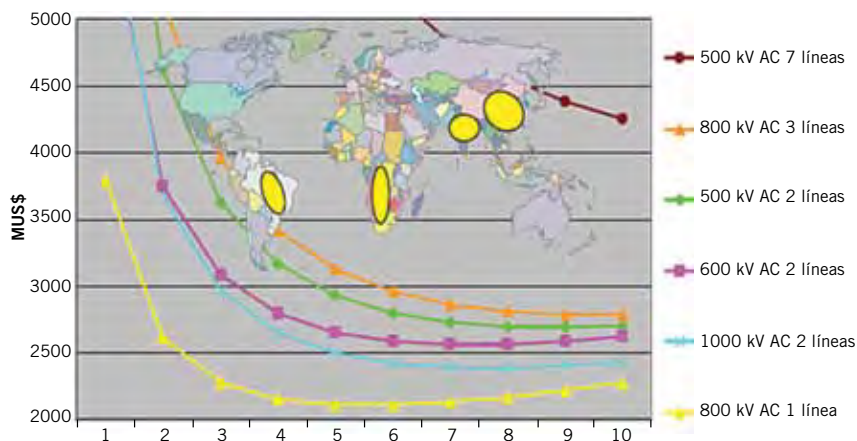 5000
4500
4000
3500
3000
2500
2000
MUS$
1 2 3 4 5 6 7 8 9 10
500 kV AC 7 líneas
800 kV AC 3 líneas
500 kV AC 2 líneas
600 kV AC 2 líneas
1000 kV AC 2 líneas
800 kV AC 1 línea